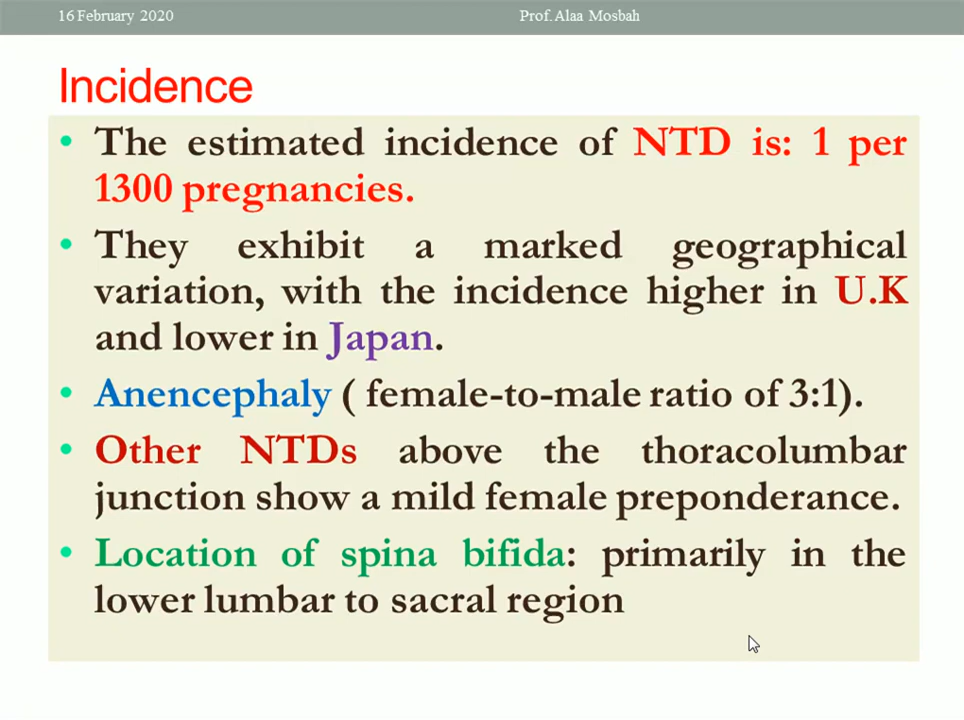 16 February 2020
Prof.Alaa Mosbah
Incidence
• The estimated incidence of NTD is: 1 per
1300 pregnancies.
• They exhibit a marked geographical
variation, with the incidence higher in U.K
and lower in Japan.
• Anencephaly ( female-to-male ratio of 3:1).
• Other NTDs above the thoracolumbar
junction show a mild female preponderance.
• Location of spina bifida: primarily in the
lower lumbar to sacral region